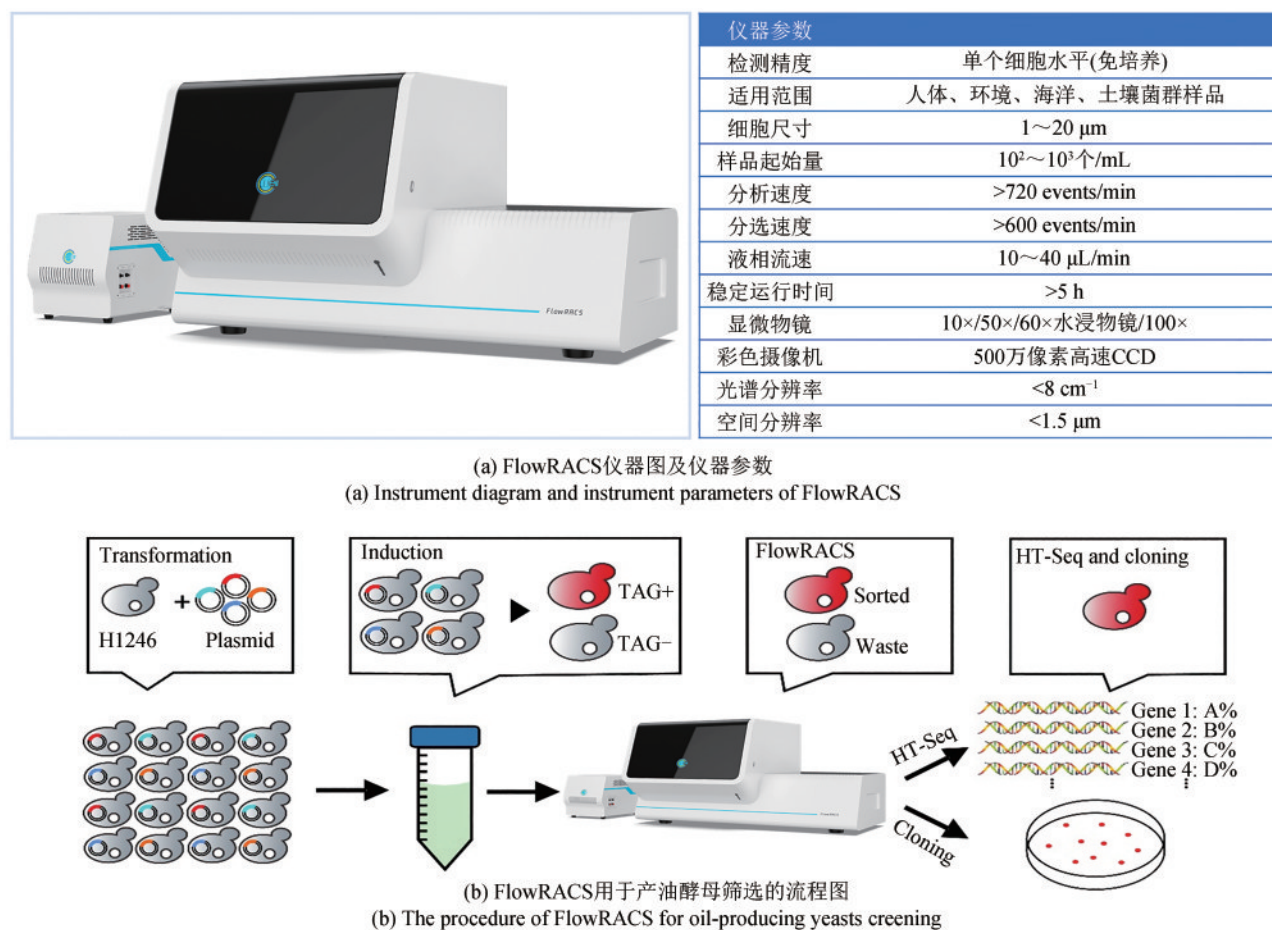 仪器参数
检测精度 单个细胞水平(免培养)
适用范围 人体、环境、海洋、土壤菌群样品
细胞尺寸 1～20 μm
样品起始量 10²～10³个/mL
分析速度 >720 events/min
分选速度 >600 events/min
液相流速 10～40 μL/min
稳定运行时间 >5 h
显微物镜 10×/50×/60×水浸物镜/100×
彩色摄像机 500万像素高速CCD
光谱分辨率 <8 cm⁻¹
空间分辨率 <1.5 μm
FlowRACS
(a) FlowRACS仪器图及仪器参数
(a) Instrument diagram and instrument parameters of FlowRACS
Transformation
H1246
+
Plasmid
Induction
TAG+
TAG−
FlowRACS
Sorted
Waste
HT-Seq and cloning
FlowRACS
HT-Seq
Cloning
Gene 1: A%
Gene 2: B%
Gene 3: C%
Gene 4: D%
(b) FlowRACS用于产油酵母筛选的流程图
(b) The procedure of FlowRACS for oil-producing yeasts creening